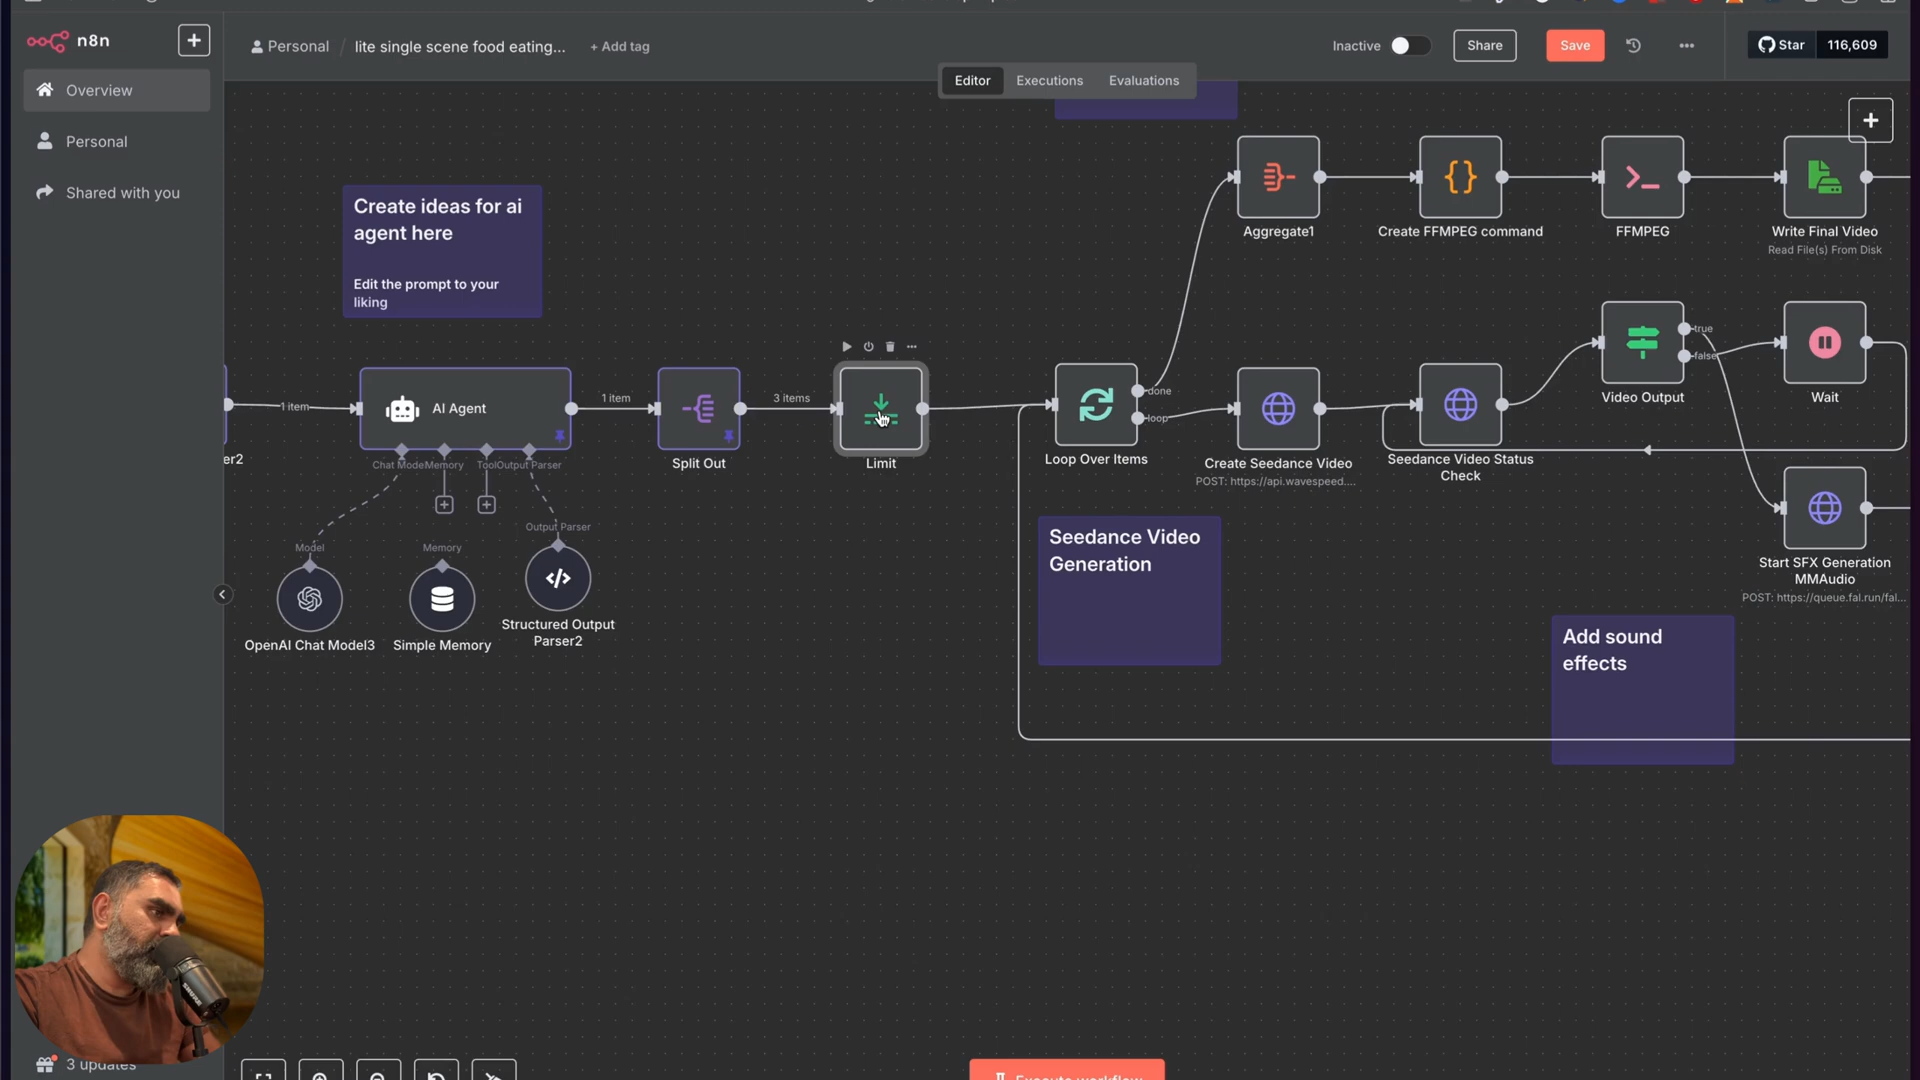 n8n
Personal / lite single scene food eating...
+ Add tag
Inactive
Share
Save
Star
116,609
Editor
Executions
Evaluations
Overview
Personal
Shared with you
Create ideas for ai
agent here
Edit the prompt to your
liking
Aggregate1
Create FFMPEG command
FFMPEG
Write Final Video
Read File(s) From Disk
true
false
Video Output
Wait
1 item
AI Agent
1 item
3 items
done
loop
er2
Chat Model
Memory
Tool
Output Parser
Split Out
Limit
Loop Over Items
Create Seedance Video
POST: https://api.wavespeed....
Seedance Video Status
Check
Output Parser
Model
Memory
Seedance Video
Generation
Start SFX Generation
MMAudio
POST: https://queue.fal.run/fal...
OpenAI Chat Model3
Simple Memory
Structured Output
Parser2
Add sound
effects
SHURE
3 updates
Execute workflow